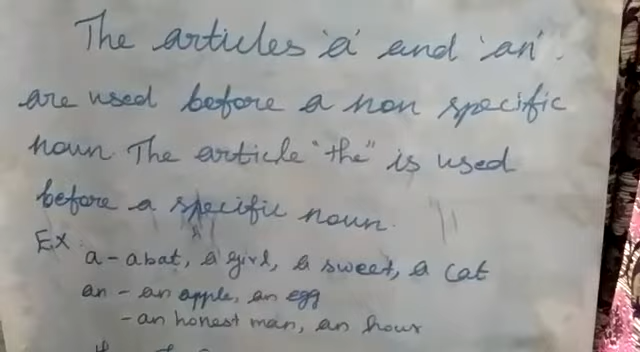 The articles 'a' and 'an'.
are used before a non specific
noun. The article "the" is used
before a specific noun.
Ex
a - a bat, a girl, a sweet, a cat
an - an apple, an egg
- an honest man, an hour